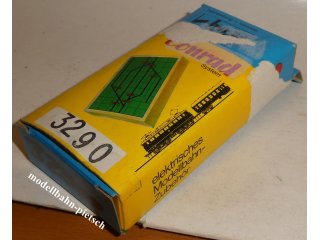 conrad
System
3290
elektrisches
Modellbahn-
zubehör
modellbahn-pietsch